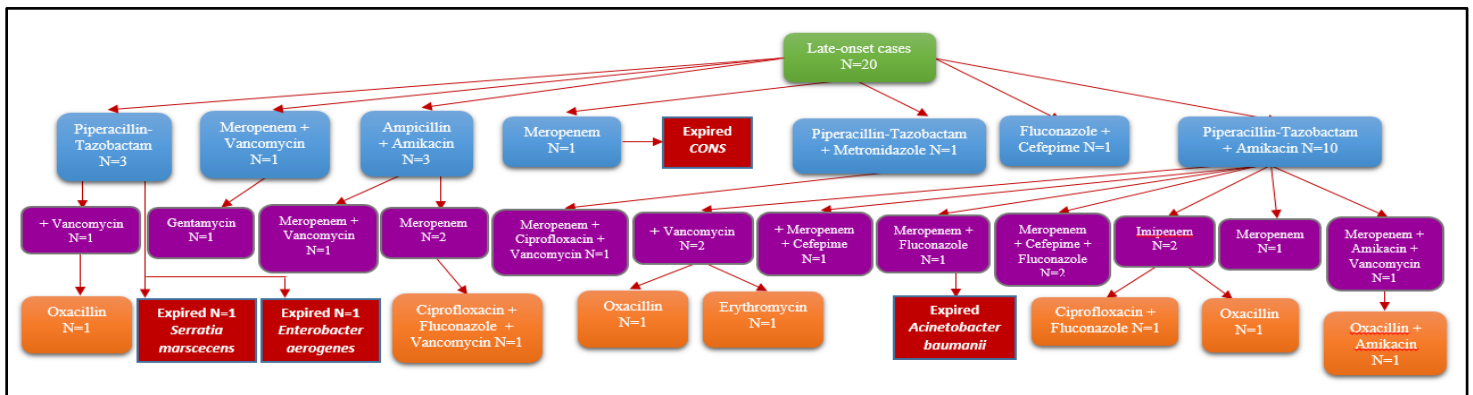 Late-onset cases
N=20
Piperacillin-
Tazobactam
N=3
Meropenem +
Vancomycin
N=1
Ampicillin
+ Amikacin
N=3
Meropenem
N=1
Expired
CONS
Piperacillin-Tazobactam
+ Metronidazole N=1
Fluconazole +
Cefepime N=1
Piperacillin-Tazobactam
+ Amikacin N=10
+ Vancomycin
N=1
Gentamycin
N=1
Meropenem +
Vancomycin
N=1
Meropenem
N=2
Meropenem +
Ciprofloxacin +
Vancomycin N=1
+ Vancomycin
N=2
+ Meropenem
+ Cefepime
N=1
Meropenem +
Fluconazole
N=1
Meropenem
+ Cefepime +
Fluconazole
N=2
Imipenem
N=2
Meropenem
N=1
Meropenem +
Amikacin +
Vancomycin
N=1
Oxacillin
N=1
Expired N=1
Serratia
marscecens
Expired N=1
Enterobacter
aerogenes
Ciprofloxacin +
Fluconazole +
Vancomycin N=1
Oxacillin
N=1
Erythromycin
N=1
Expired
Acinetobacter
baumanii
Ciprofloxacin +
Fluconazole N=1
Oxacillin
N=1
Oxacillin +
Amikacin
N=1